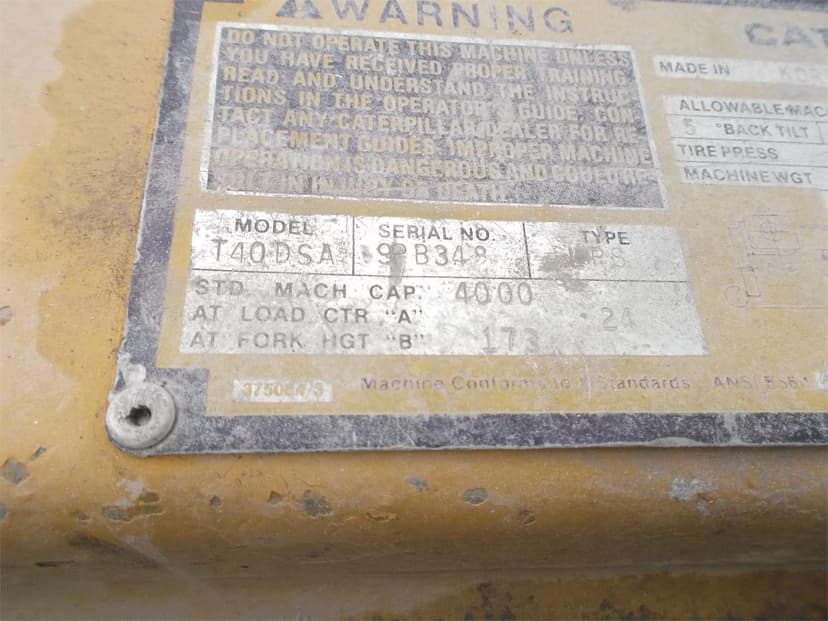 WARNING
DO NOT OPERATE THIS MACHINE UNLESS
YOU HAVE RECEIVED PROPER TRAINING.
READ AND UNDERSTAND THE INSTRUC-
TIONS IN THE OPERATOR'S GUIDE. CON-
TACT ANY CATERPILLAR DEALER FOR RE-
PLACEMENT GUIDES. IMPROPER MACHINE
OPERATION IS DANGEROUS AND COULD RE-
SULT IN INJURY OR DEATH.
CAT
MADE IN
ALLOWABLE MAC
5 °BACK TILT
TIRE PRESS
MACHINE WGT
MODEL SERIAL NO. TYPE
T40DSA
STD. MACH CAP. 4000
AT LOAD CTR "A" 24
AT FORK HGT "B" 173
Machine Conforms to Standards, ANSI